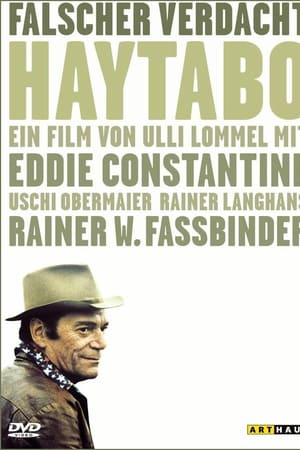 FALSCHER VERDACHT
HAYTABO
EIN FILM VON ULLI LOMMEL MIT
EDDIE CONSTANTINE
USCHI OBERMAIER RAINER LANGHANS
RAINER W. FASSBINDER
DVD
VIDEO
ARTHAU